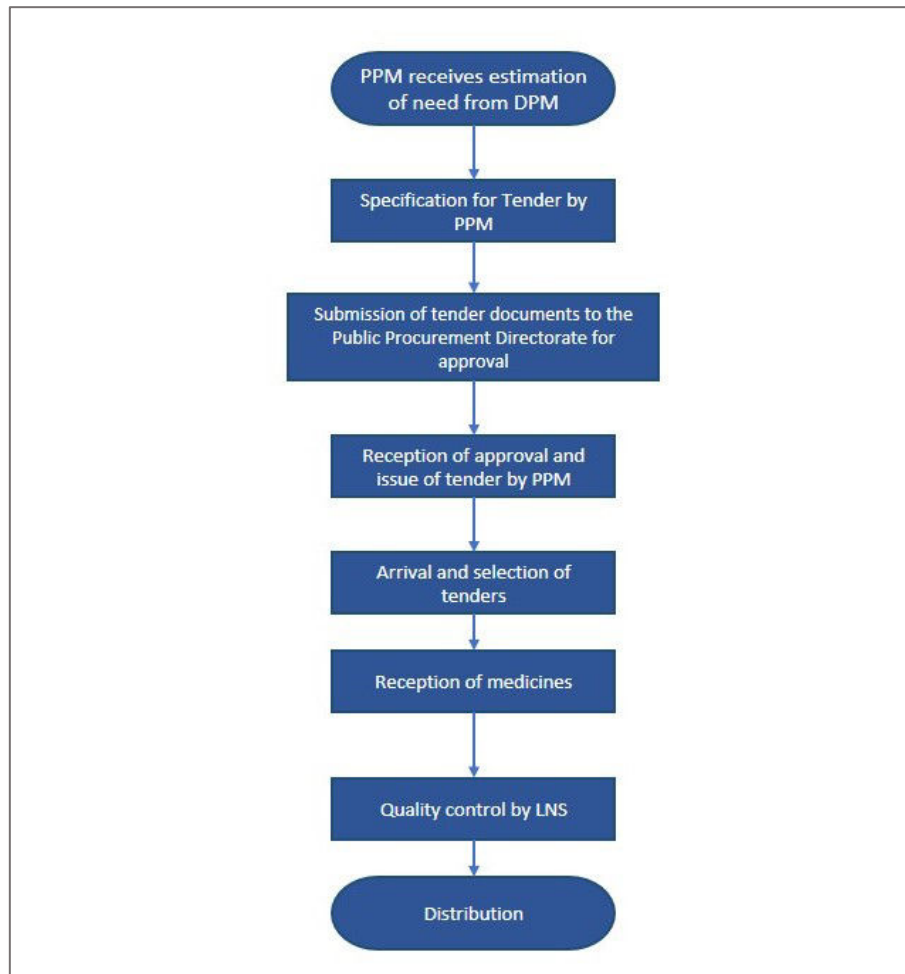 PPM receives estimation
of need from DPM
Specification for Tender by
PPM
Submission of tender documents to the
Public Procurement Directorate for
approval
Reception of approval and
issue of tender by PPM
Arrival and selection of
tenders
Reception of medicines
Quality control by LNS
Distribution